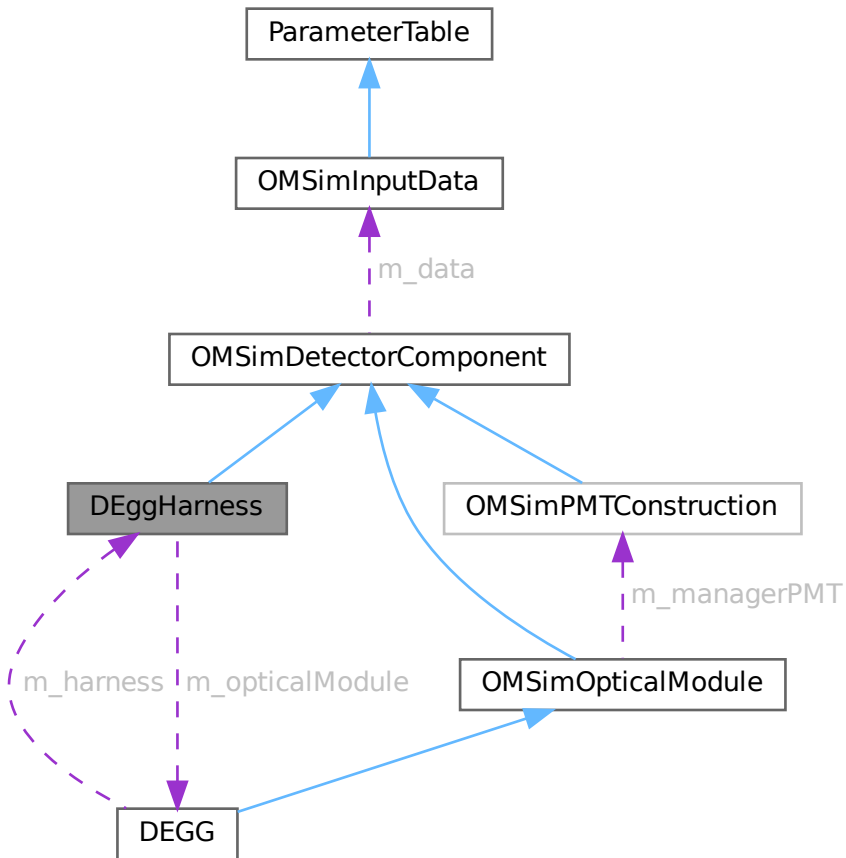 ParameterTable
OMSimInputData
m_data
OMSimDetectorComponent
DEggHarness
OMSimPMTConstruction
m_managerPMT
m_harness
m_opticalModule
OMSimOpticalModule
DEGG